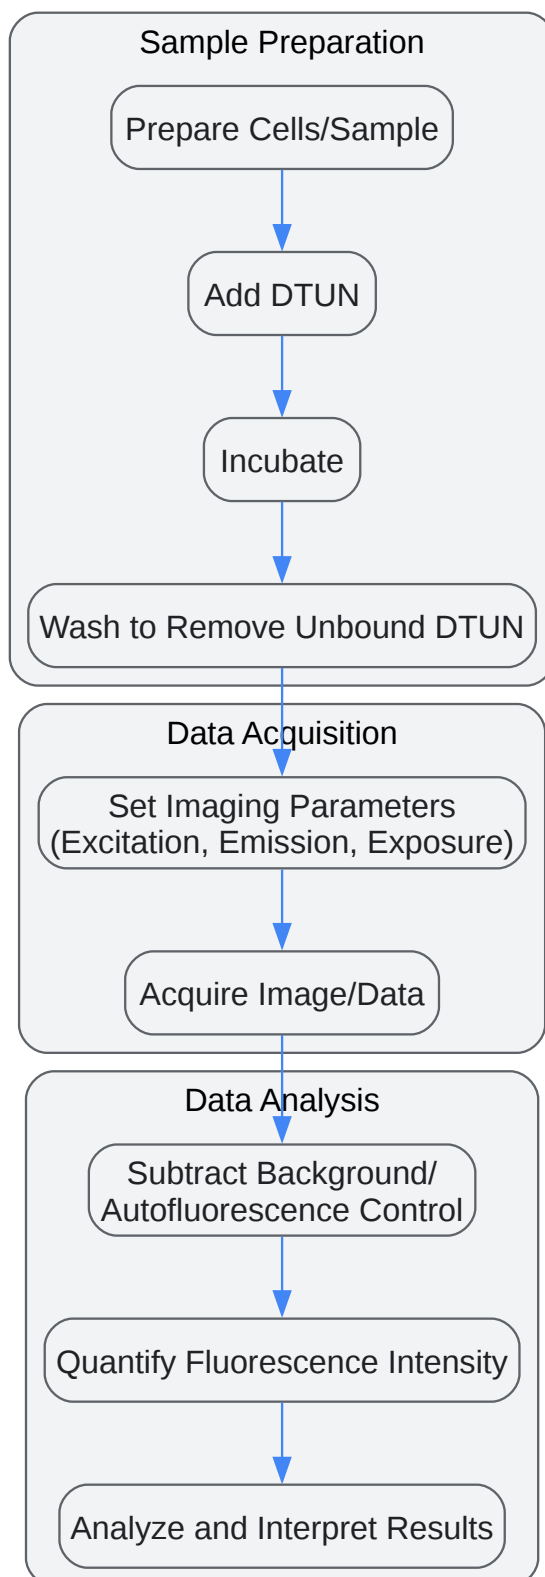 Sample Preparation
Prepare Cells/Sample
Add DTUN
Incubate
Wash to Remove Unbound DTUN
Data Acquisition
Set Imaging Parameters
(Excitation, Emission, Exposure)
Acquire Image/Data
Data Analysis
Subtract Background/
Autofluorescence Control
Quantify Fluorescence Intensity
Analyze and Interpret Results